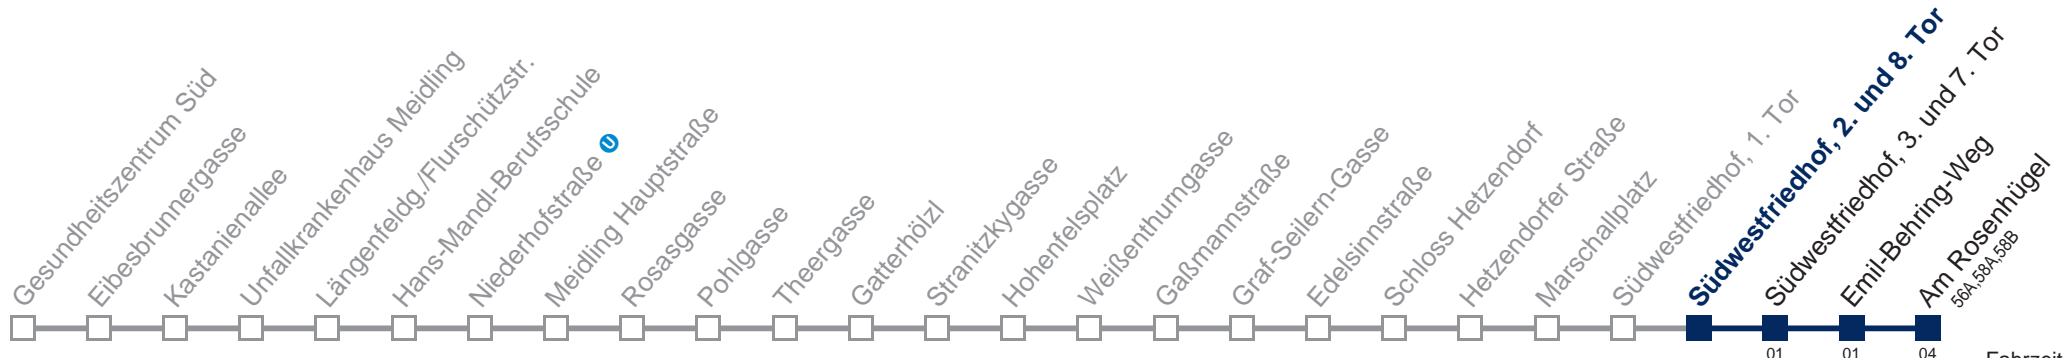 Gesundheitszentrum Süd
Eibesbrunnergasse
Kastanienallee
Unfallkrankenhaus Meidling
Längenfeldg./Flurschützstr.
Hans-Mandl-Berufsschule
Niederhofstraße U
Meidling Hauptstraße
Rosasgasse
Pohlgasse
Theergasse
Gatterhölzl
Stranitzkygasse
Hohenfelsplatz
Weißenthurngasse
Gaßmannstraße
Graf-Seilern-Gasse
Edelsinnstraße
Schloss Hetzendorf
Hetzendorfer Straße
Marschallplatz
Südwestfriedhof, 1. Tor
Südwestfriedhof, 2. und 8. Tor
Südwestfriedhof, 3. und 7. Tor
Emil-Behring-Weg
Am Rosenhügel
56A,58A,58B
01 01 04
Fahrzeit